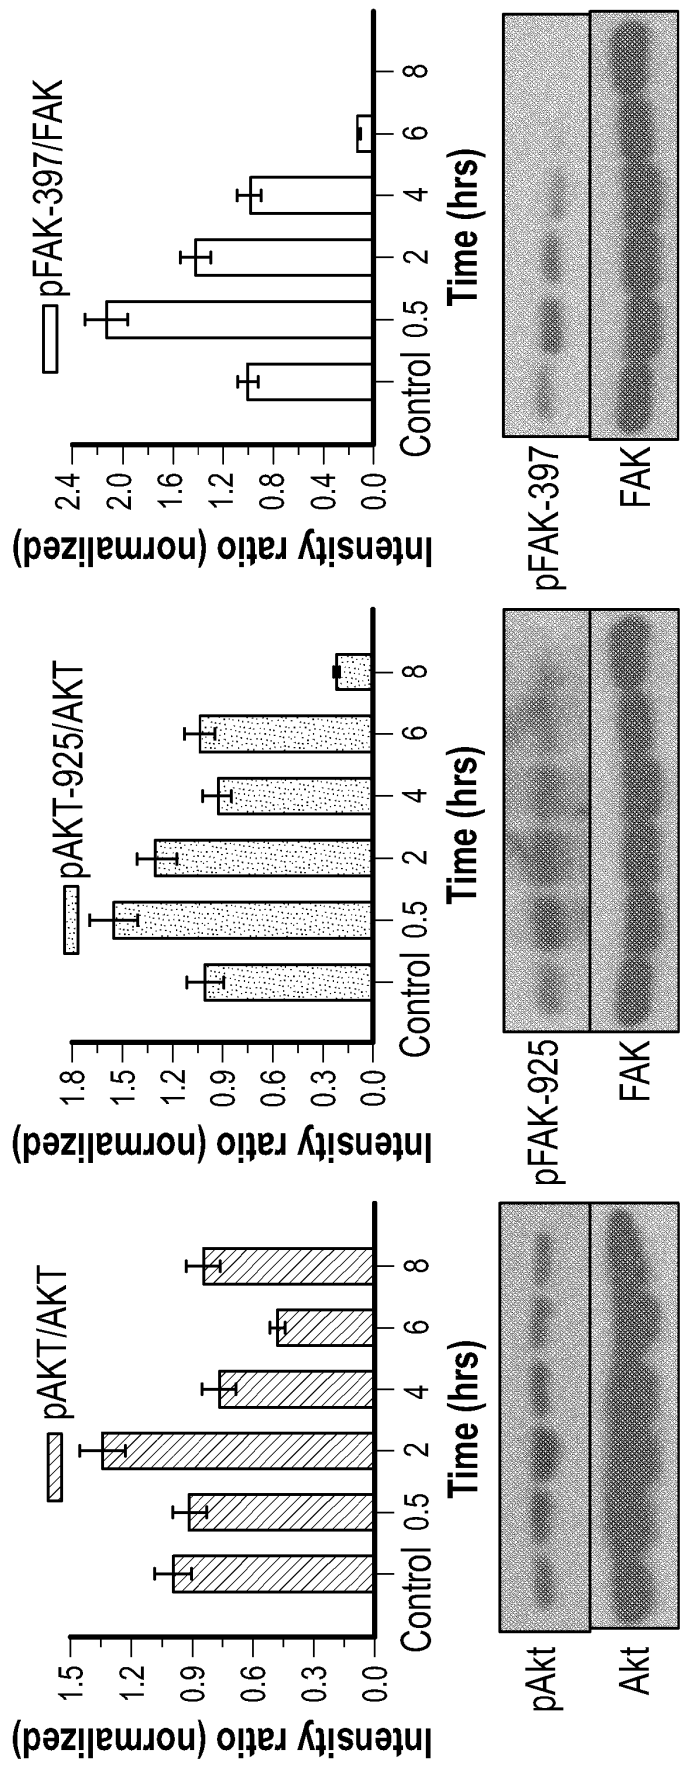 pAKT/AKT
Intensity ratio (normalized)
1.5
1.2
0.9
0.6
0.3
0.0
Control 0.5 2 4 6 8
Time (hrs)
pAkt
Akt
pAKT-925/AKT
Intensity ratio (normalized)
1.8
1.5
1.2
0.9
0.6
0.3
0.0
Control 0.5 2 4 6 8
Time (hrs)
pFAK-925
FAK
pFAK-397/FAK
Intensity ratio (normalized)
2.4
2.0
1.6
1.2
0.8
0.4
0.0
Control 0.5 2 4 6 8
Time (hrs)
pFAK-397
FAK